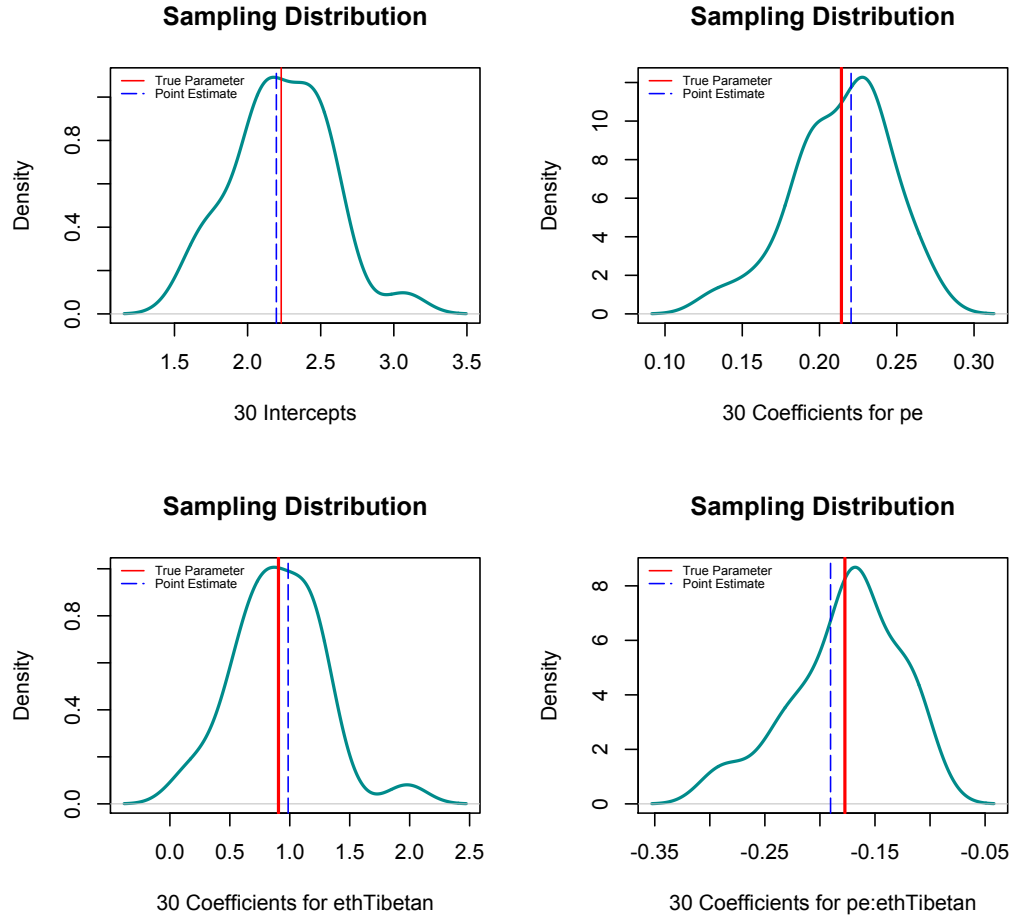 Sampling Distribution
True Parameter
Point Estimate
Density
0.0
0.4
0.8
1.5
2.0
2.5
3.0
3.5
30 Intercepts
Sampling Distribution
True Parameter
Point Estimate
Density
0
2
4
6
8
10
0.10
0.15
0.20
0.25
0.30
30 Coefficients for pe
Sampling Distribution
True Parameter
Point Estimate
Density
0.0
0.4
0.8
0.0
0.5
1.0
1.5
2.0
2.5
30 Coefficients for ethTibetan
Sampling Distribution
True Parameter
Point Estimate
Density
0
2
4
6
8
-0.35
-0.25
-0.15
-0.05
30 Coefficients for pe:ethTibetan